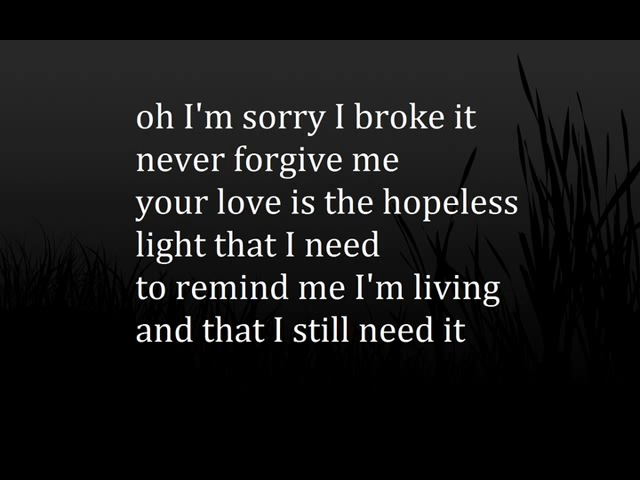 oh I'm sorry I broke it
never forgive me
your love is the hopeless
light that I need
to remind me I'm living
and that I still need it